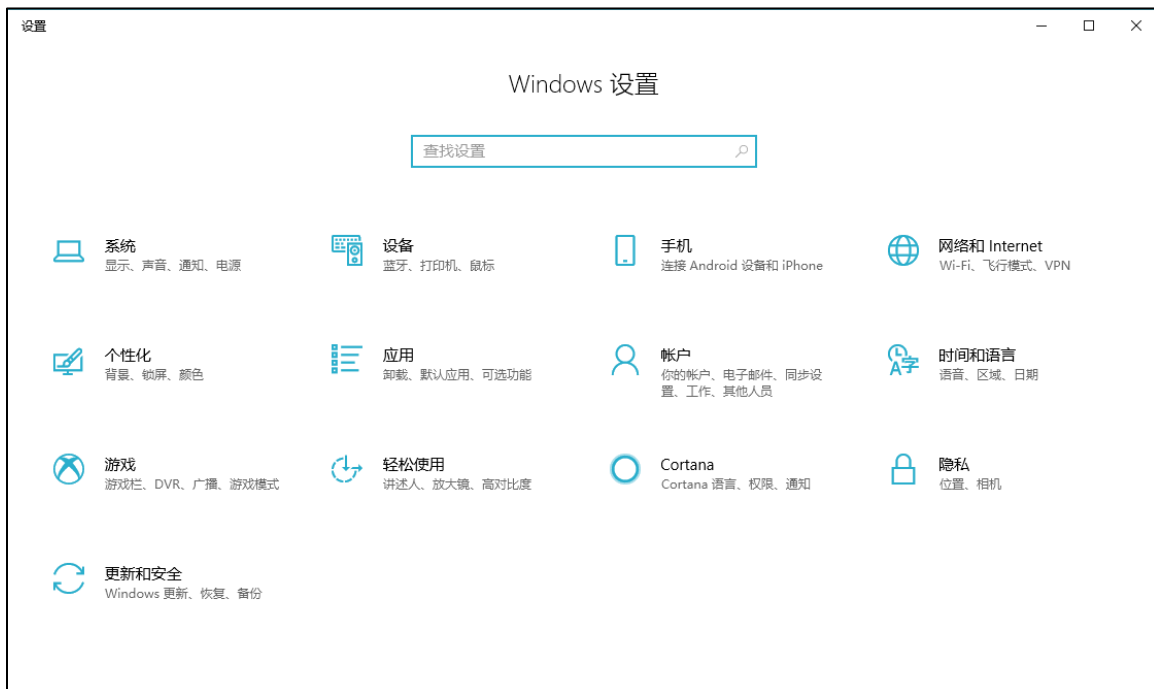 设置
Windows 设置
查找设置
系统
显示、声音、通知、电源
设备
蓝牙、打印机、鼠标
手机
连接 Android 设备和 iPhone
网络和 Internet
Wi-Fi、飞行模式、VPN
个性化
背景、锁屏、颜色
应用
卸载、默认应用、可选功能
帐户
你的帐户、电子邮件、同步设
置、工作、其他人员
时间和语言
语音、区域、日期
游戏
游戏栏、DVR、广播、游戏模式
轻松使用
讲述人、放大镜、高对比度
Cortana
Cortana 语言、权限、通知
隐私
位置、相机
更新和安全
Windows 更新、恢复、备份